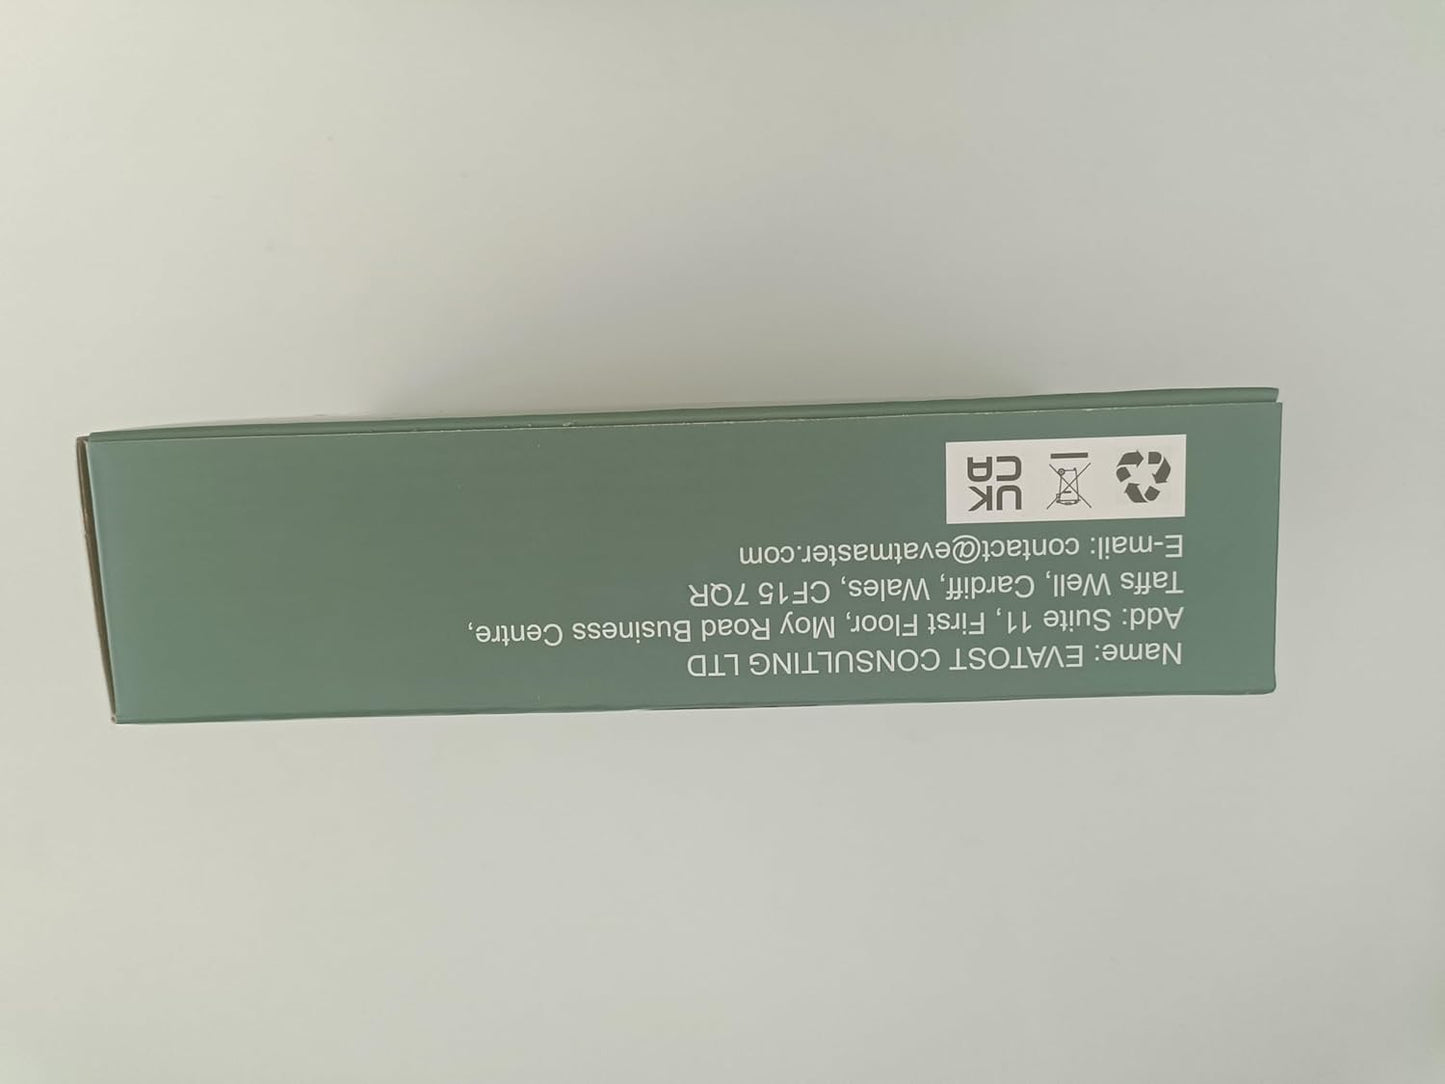 Name: EVATOST CONSULTING LTD
Add: Suite 11, First Floor, Moy Road Business Centre,
Taffs Well, Cardiff, Wales, CF15 7QR
E-mail: contact@evatmaster.com
UK
CA